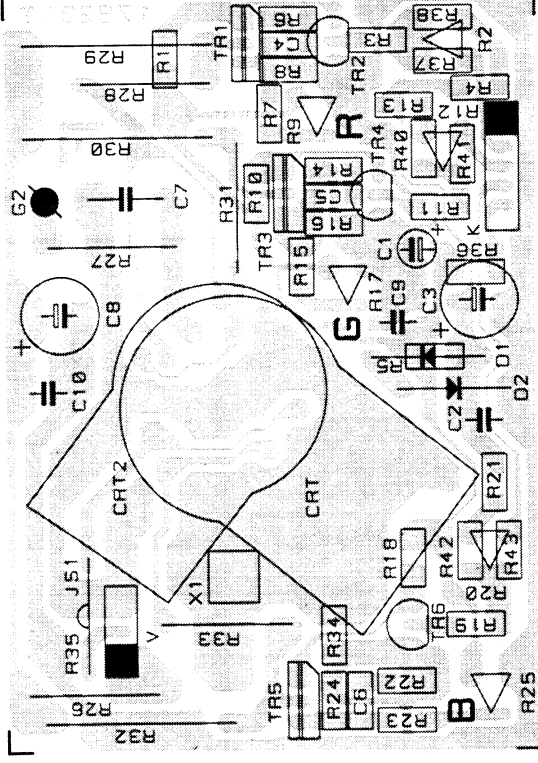 R29
R1
R28
R30
TR1
R6
C4
R8
TR2
R3
R38
R2
R37
R4
R7
R9
R
R13
R12
TR4
R40
R41
G2
C7
R31
R10
TR3
R14
C5
R16
R11
+
K
C1
R36
R27
R15
R17
G
C9
C3
+
C8
+
C10
R5
D1
D2
C2
CRT2
CRT
R21
R18
R42
R43
R20
JS1
R35
V
X1
R33
R34
TR6
R19
R26
R32
TR5
R24
C6
R22
R23
B
R25